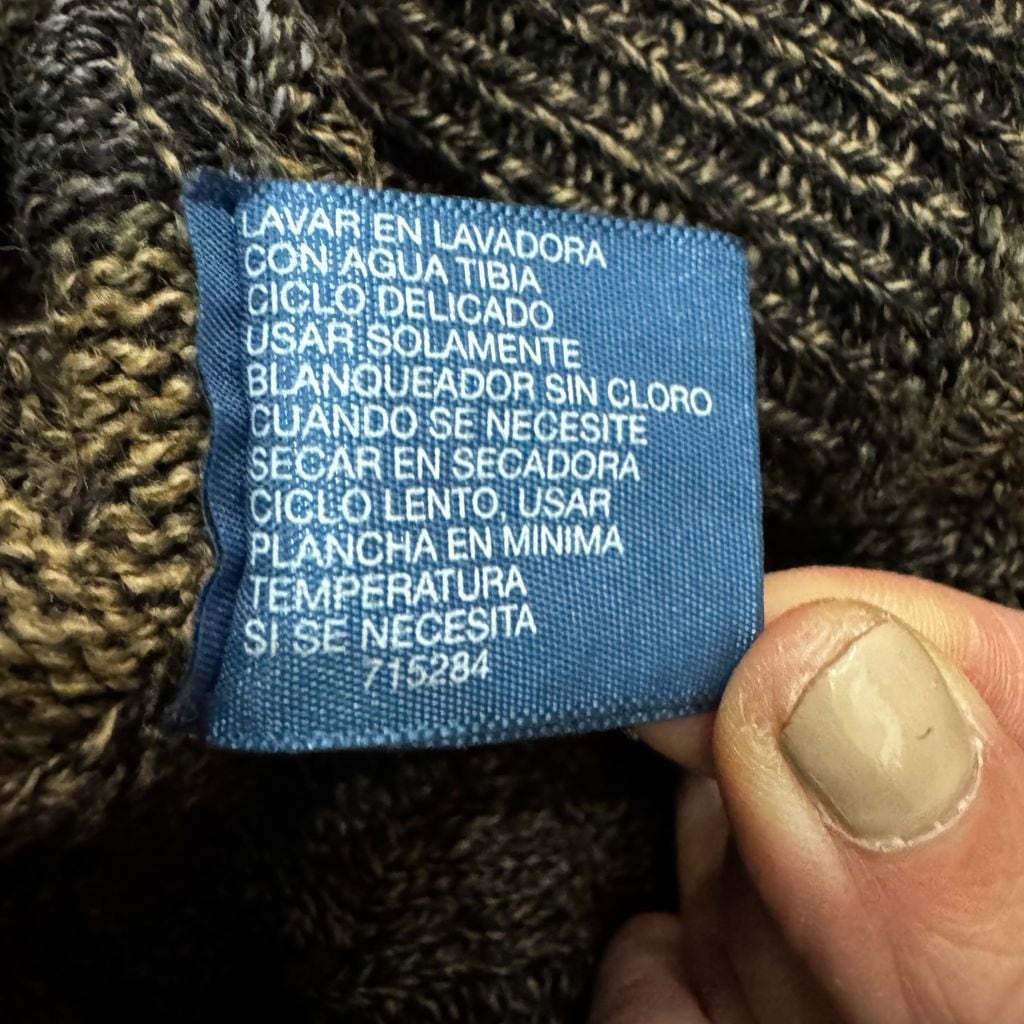 LAVAR EN LAVADORA
CON AGUA TIBIA
CICLO DELICADO
USAR SOLAMENTE
BLANQUEADOR SIN CLORO
CUANDO SE NECESITE
SECAR EN SECADORA
CICLO LENTO, USAR
PLANCHA EN MINIMA
TEMPERATURA
SI SE NECESITA
715284